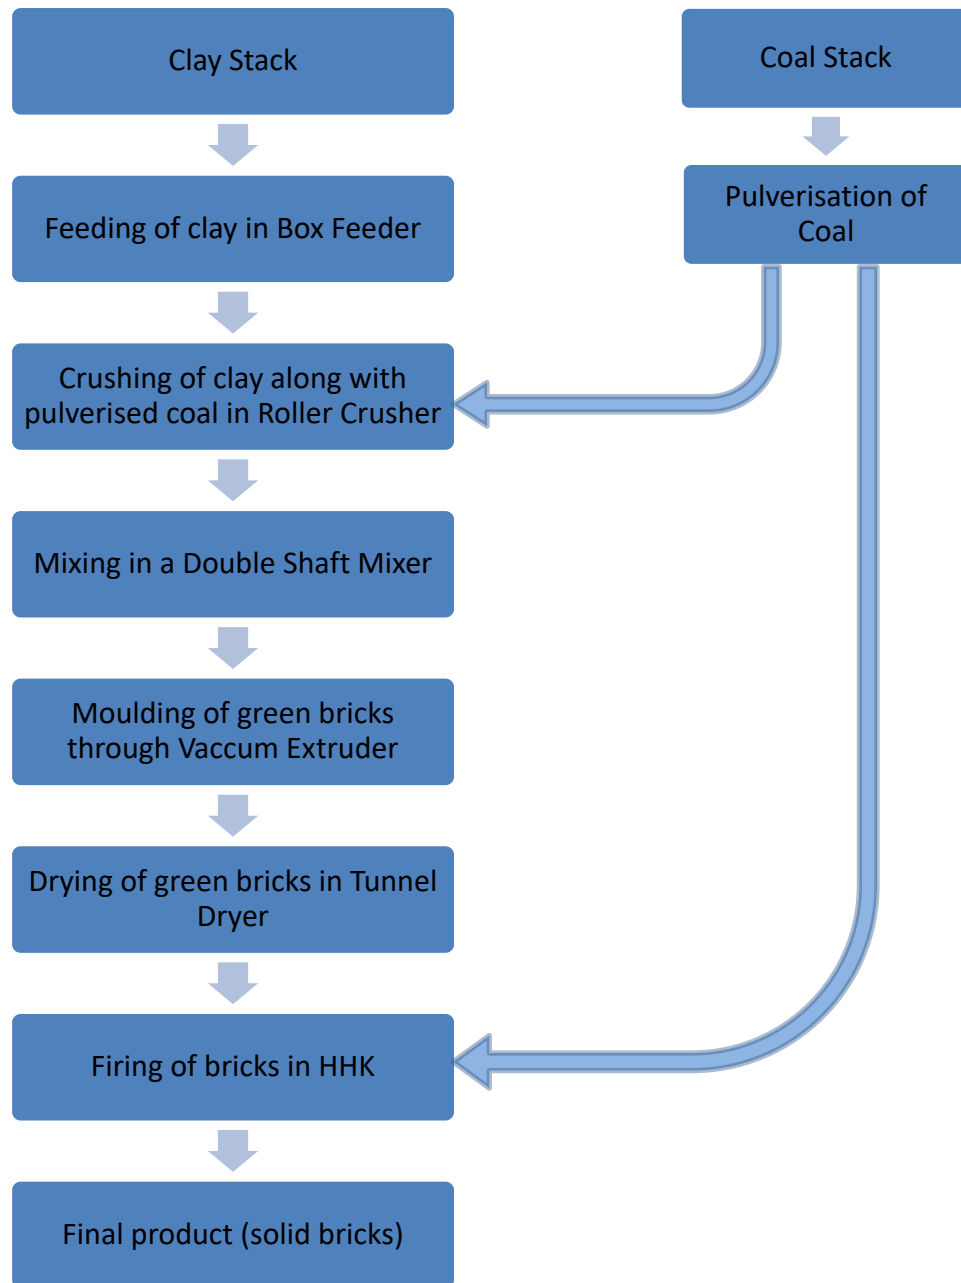 Clay Stack
Feeding of clay in Box Feeder
Crushing of clay along with
pulverised coal in Roller Crusher
Mixing in a Double Shaft Mixer
Moulding of green bricks
through Vaccum Extruder
Drying of green bricks in Tunnel
Dryer
Firing of bricks in HHK
Final product (solid bricks)
Coal Stack
Pulverisation of
Coal